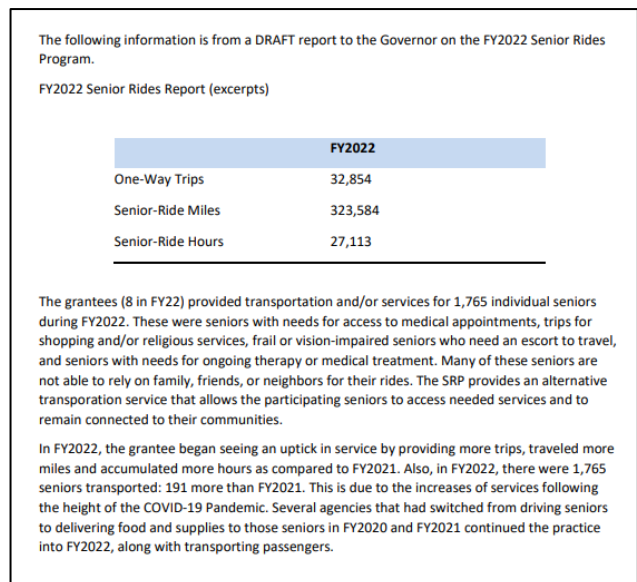 The following information is from a DRAFT report to the Governor on the FY2022 Senior Rides
Program.
FY2022 Senior Rides Report (excerpts)
FY2022
One-Way Trips 32,854
Senior-Ride Miles 323,584
Senior-Ride Hours 27,113
The grantees (8 in FY22) provided transportation and/or services for 1,765 individual seniors
during FY2022. These were seniors with needs for access to medical appointments, trips for
shopping and/or religious services, frail or vision-impaired seniors who need an escort to travel,
and seniors with needs for ongoing therapy or medical treatment. Many of these seniors are
not able to rely on family, friends, or neighbors for their rides. The SRP provides an alternative
transporation service that allows the participating seniors to access needed services and to
remain connected to their communities.
In FY2022, the grantee began seeing an uptick in service by providing more trips, traveled more
miles and accumulated more hours as compared to FY2021. Also, in FY2022, there were 1,765
seniors transported: 191 more than FY2021. This is due to the increases of services following
the height of the COVID-19 Pandemic. Several agencies that had switched from driving seniors
to delivering food and supplies to those seniors in FY2020 and FY2021 continued the practice
into FY2022, along with transporting passengers.